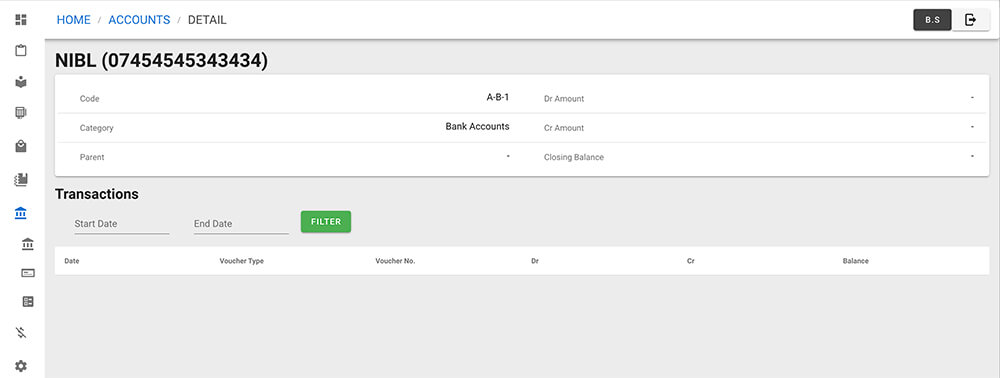 HOME / ACCOUNTS / DETAIL
B.S
NIBL (07454545343434)
Code A-B-1 Dr Amount -
Category Bank Accounts Cr Amount -
Parent - Closing Balance -
Transactions
Start Date End Date FILTER
Date Voucher Type Voucher No. Dr Cr Balance